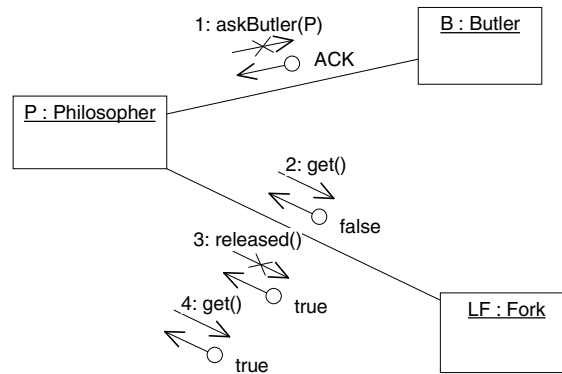 1: askButler(P)
B : Butler
ACK
P : Philosopher
2: get()
false
3: released()
true
4: get()
true
LF : Fork